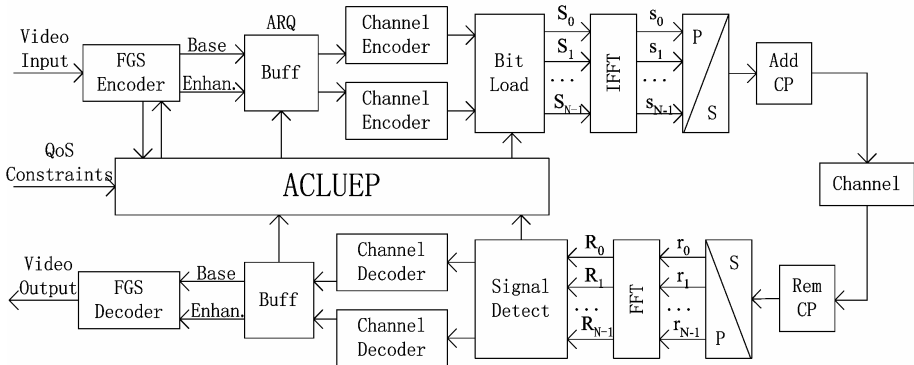 Video
Input
FGS
Encoder
Base
Enhan.
ARQ
Buff
Channel
Encoder
Channel
Encoder
Bit
Load
S0
S1
...
SN-1
IFFT
s0
s1
...
sN-1
P
S
Add
CP
QoS
Constraints
ACLUEP
Channel
Video
Output
FGS
Decoder
Base
Enhan.
Buff
Channel
Decoder
Channel
Decoder
Signal
Detect
R0
R1
...
RN-1
FFT
r0
r1
...
rN-1
S
P
Rem
CP